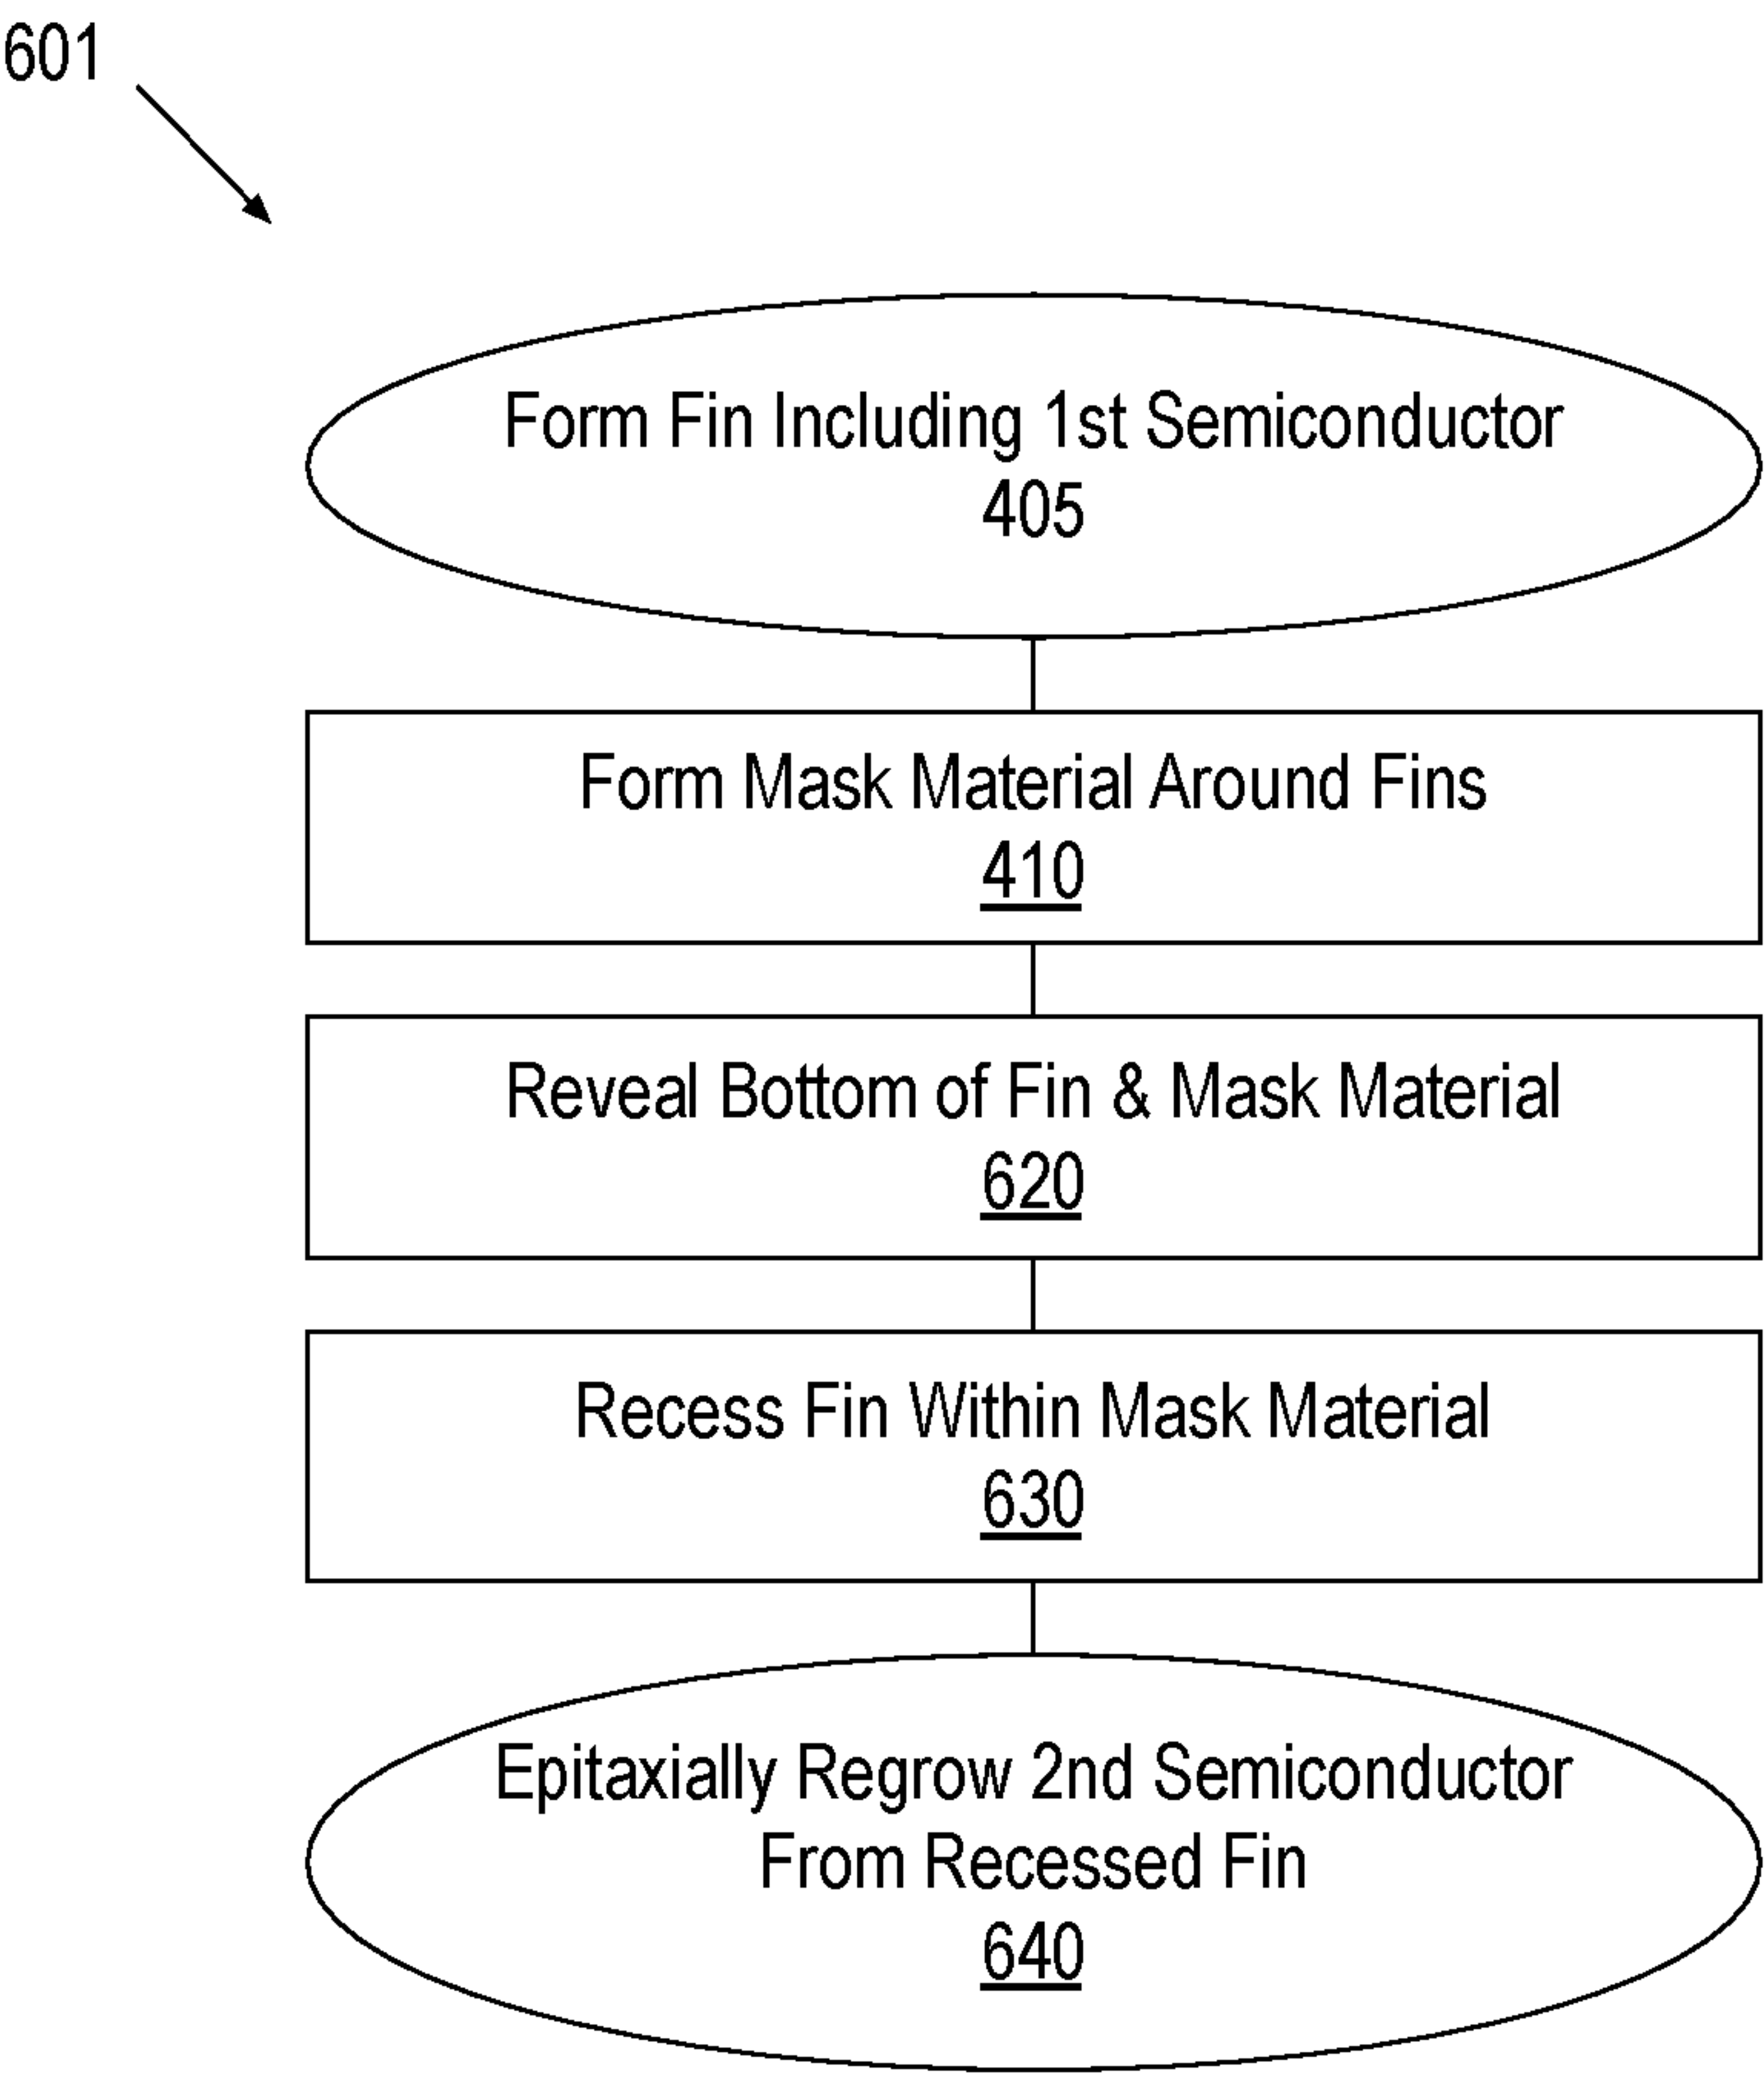 601
Form Fin Including 1st Semiconductor
405
Form Mask Material Around Fins
410
Reveal Bottom of Fin & Mask Material
620
Recess Fin Within Mask Material
630
Epitaxially Regrow 2nd Semiconductor
From Recessed Fin
640